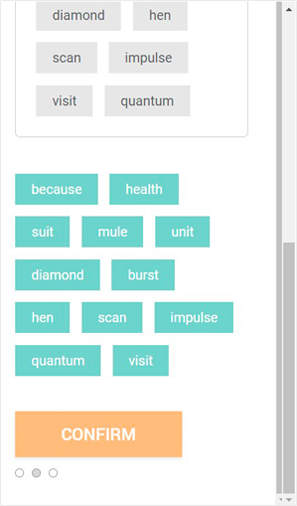 diamond hen
scan impulse
visit quantum
because health
suit mule unit
diamond burst
hen scan impulse
quantum visit
CONFIRM